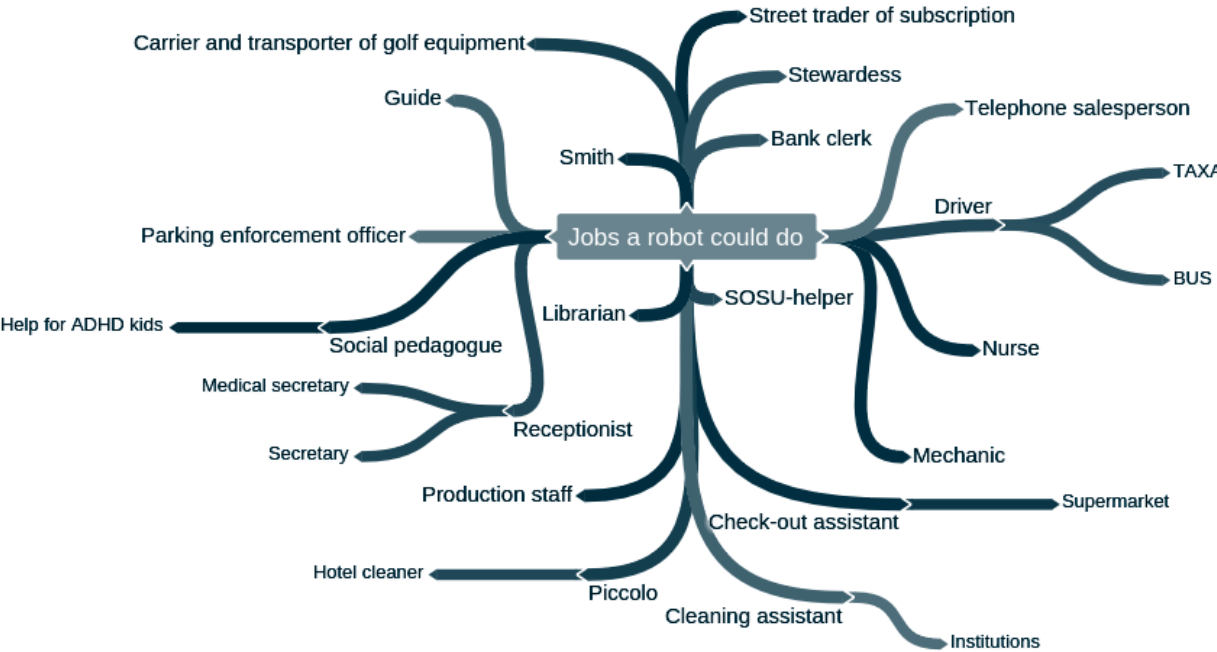 Street trader of subscription
Carrier and transporter of golf equipment
Stewardess
Guide
Telephone salesperson
Bank clerk
Smith
TAXA
Driver
Parking enforcement officer
Jobs a robot could do
BUS
SOSU-helper
Librarian
Help for ADHD kids
Social pedagogue
Nurse
Medical secretary
Receptionist
Secretary
Mechanic
Production staff
Supermarket
Check-out assistant
Hotel cleaner
Piccolo
Cleaning assistant
Institutions